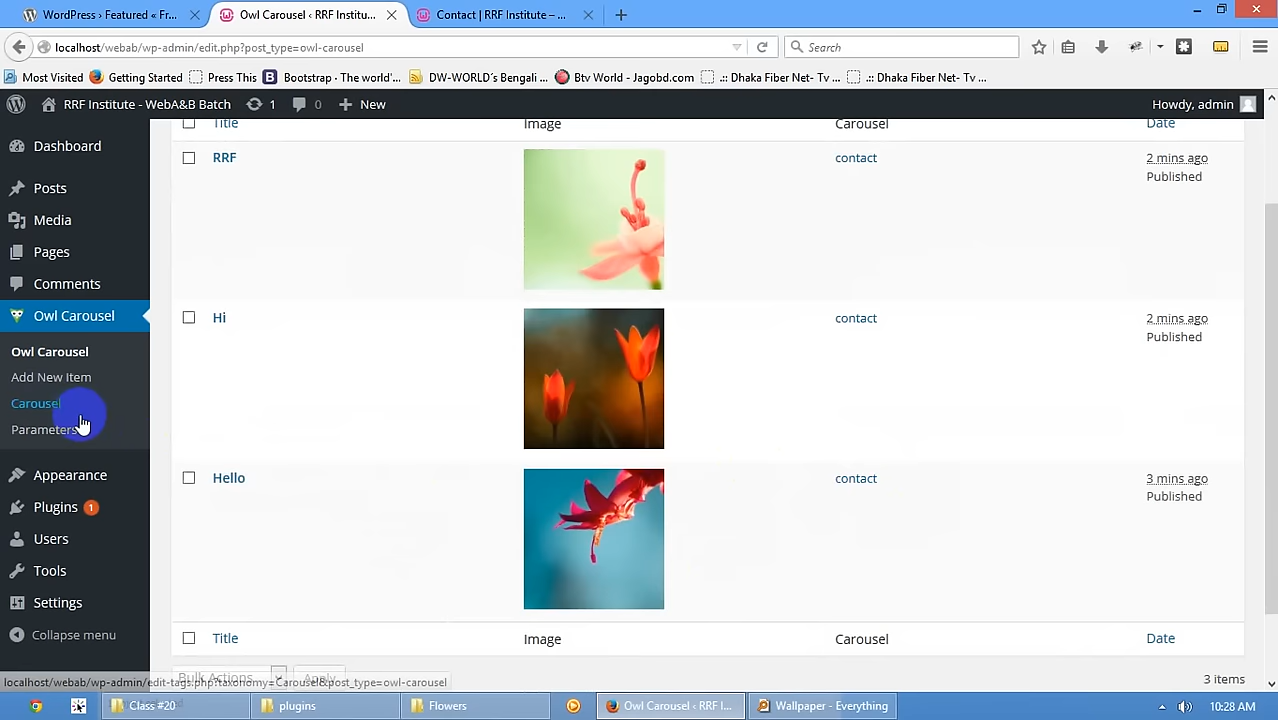 WordPress › Featured « Fr...
Owl Carousel ‹ RRF Institu...
Contact | RRF Institute – ...
localhost/webab/wp-admin/edit.php?post_type=owl-carousel
Search
Most Visited
Getting Started
Press This
Bootstrap · The world'...
DW-WORLD's Bengali ...
Btv World - Jagobd.com
.:: Dhaka Fiber Net- Tv ...
.:: Dhaka Fiber Net- Tv ...
RRF Institute - WebA&B Batch
1
0
New
Howdy, admin
Title
Image
Carousel
Date
Dashboard
Posts
Media
Pages
Comments
Owl Carousel
Owl Carousel
Add New Item
Carousel
Parameters
Appearance
Plugins 1
Users
Tools
Settings
Collapse menu
RRF
contact
2 mins ago
Published
Hi
contact
2 mins ago
Published
Hello
contact
3 mins ago
Published
Title
Image
Carousel
Date
Bulk Actions
Apply
3 items
localhost/webab/wp-admin/edit-tags.php?taxonomy=Carousel&post_type=owl-carousel
Class #20
plugins
Flowers
Owl Carousel ‹ RRF I...
Wallpaper - Everything
10:28 AM